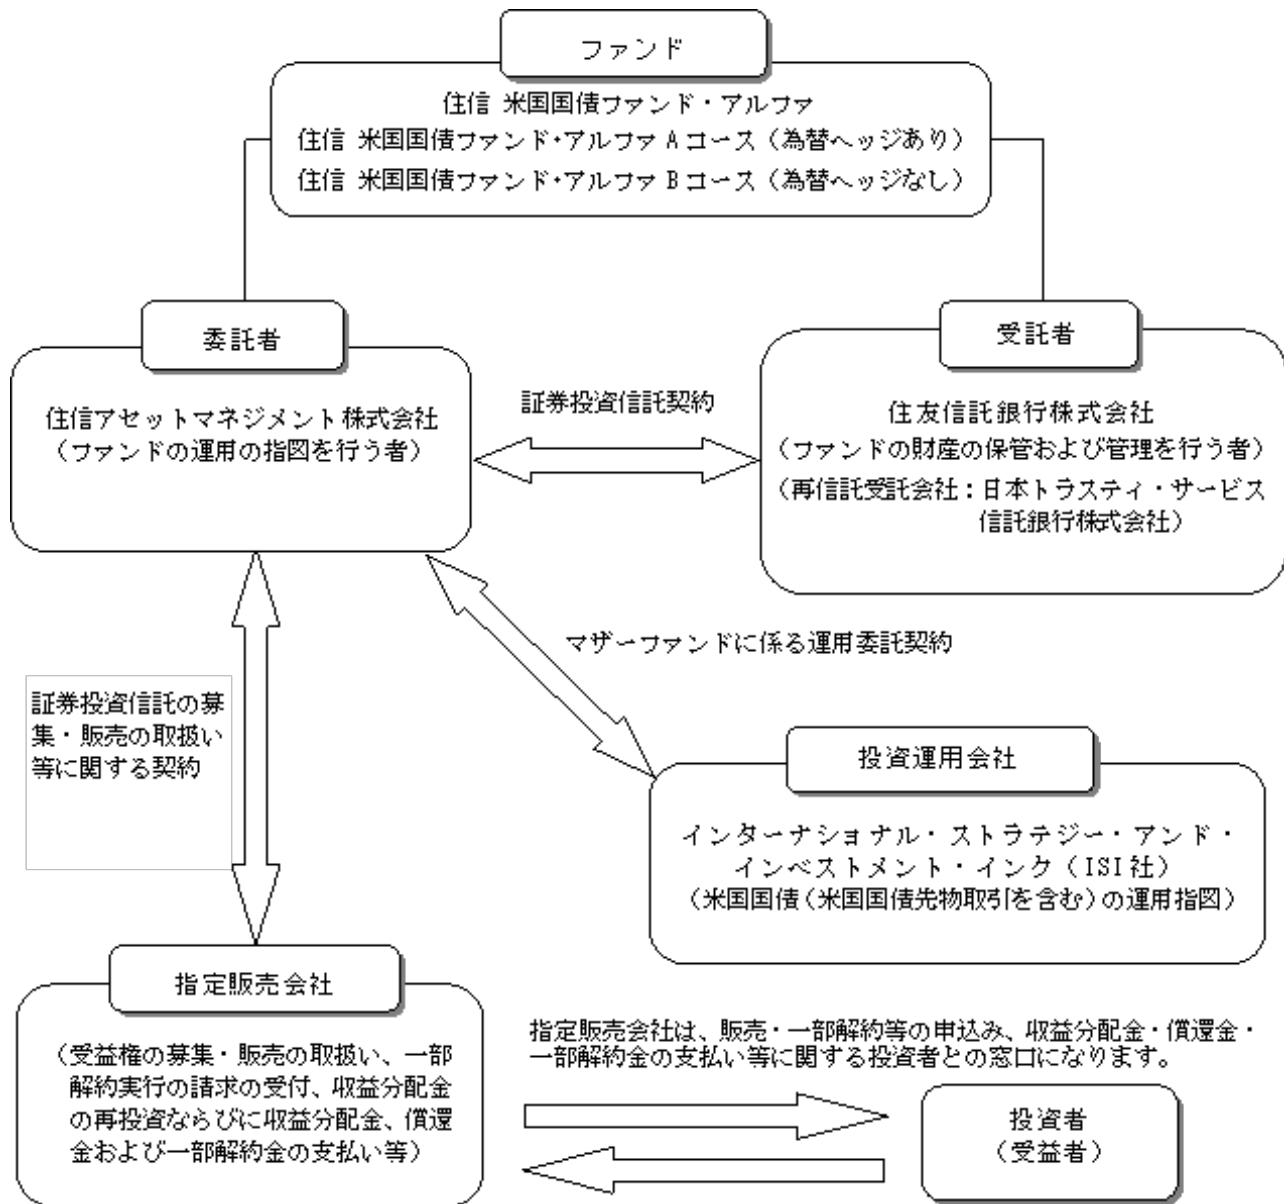 ファンド
住信 米国国債ファンド・アルファ
住信 米国国債ファンド・アルファ Aコース（為替ヘッジあり）
住信 米国国債ファンド・アルファ Bコース（為替ヘッジなし）
委託者
住信アセットマネジメント株式会社
（ファンドの運用の指図を行う者）
証券投資信託契約
受託者
住友信託銀行株式会社
（ファンドの財産の保管および管理を行う者）
（再信託受託会社：日本トラスティ・サービス
信託銀行株式会社）
マザーファンドに係る運用委託契約
証券投資信託の募
集・販売の取扱い
等に関する契約
投資運用会社
インターナショナル・ストラテジー・アンド・
インベストメント・インク（ISI社）
（米国国債（米国国債先物取引を含む）の運用指図）
指定販売会社
（受益権の募集・販売の取扱い、一部
解約実行の請求の受付、収益分配金
の再投資ならびに収益分配金、償還
金および一部解約金の支払い等）
指定販売会社は、販売・一部解約等の申込み、収益分配金・償還金・
一部解約金の支払い等に関する投資者との窓口になります。
投資者
（受益者）